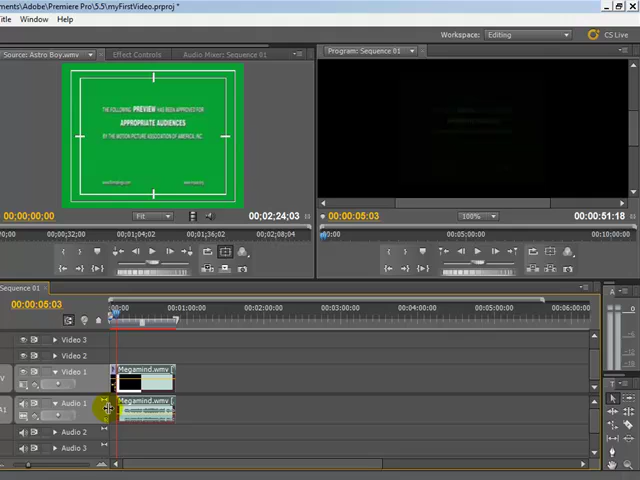 ments\Adobe\Premiere Pro\5.5\myFirstVideo.prproj *
Title Window Help
Workspace: Editing CS Live
Source: Astro Boy.wmv Effect Controls Audio Mixer: Sequence 01 Program: Sequence 01
THE FOLLOWING PREVIEW HAS BEEN APPROVED FOR
APPROPRIATE AUDIENCES
BY THE MOTION PICTURE ASSOCIATION OF AMERICA, INC.
00;00;00;00 Fit 00;02;24;03 00:00:05:03 100% 00:00:51:18
0;00 00;00;32;00 00;01;04;02 00;01;36;02 00;02;08;04 00:00 00:05:00:00 00:10:00:00
Sequence 01
00:00:05:03
00:00 00:01:00:00 00:02:00:00 00:03:00:00 00:04:00:00 00:05:00:00 00:06:00:00
Video 3
Video 2
V Video 1 Megamind.wmv [
A1 Audio 1 Megamind.wmv [
Audio 2
Audio 3
A
0